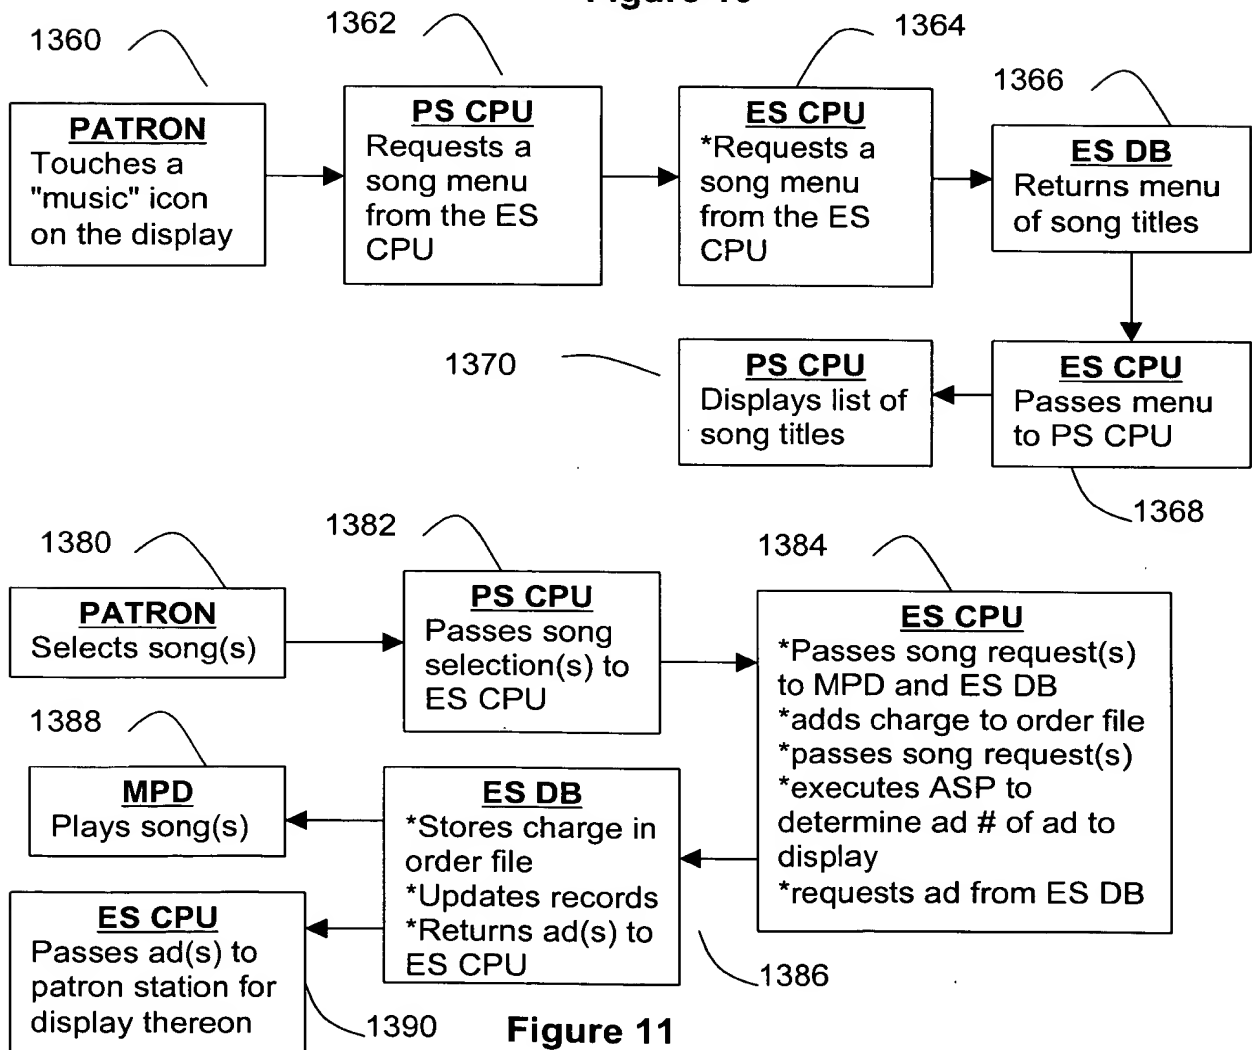 1360
1362
1364
1366
PATRON
Touches a
"music" icon
on the display
PS CPU
Requests a
song menu
from the ES
CPU
ES CPU
*Requests a
song menu
from the ES
CPU
ES DB
Returns menu
of song titles
1370
PS CPU
Displays list of
song titles
ES CPU
Passes menu
to PS CPU
1368
1380
1382
1384
PATRON
Selects song(s)
PS CPU
Passes song
selection(s) to
ES CPU
ES CPU
*Passes song request(s)
to MPD and ES DB
*adds charge to order file
*passes song request(s)
*executes ASP to
determine ad # of ad to
display
*requests ad from ES DB
1388
MPD
Plays song(s)
ES DB
*Stores charge in
order file
*Updates records
*Returns ad(s) to
ES CPU
1386
ES CPU
Passes ad(s) to
patron station for
display thereon
1390
Figure 11